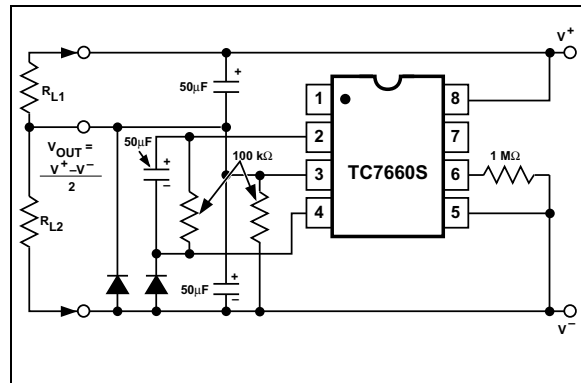 V+
50µF
+
RL1
1
8
50µF
VOUT =
V+–V–
2
+
–
100 kΩ
2
7
TC7660S
3
6
1 MΩ
4
5
RL2
50µF
+
–
V–